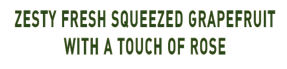 ZESTY FRESH SQUEEZED GRAPEFRUIT
WITH A TOUCH OF ROSE